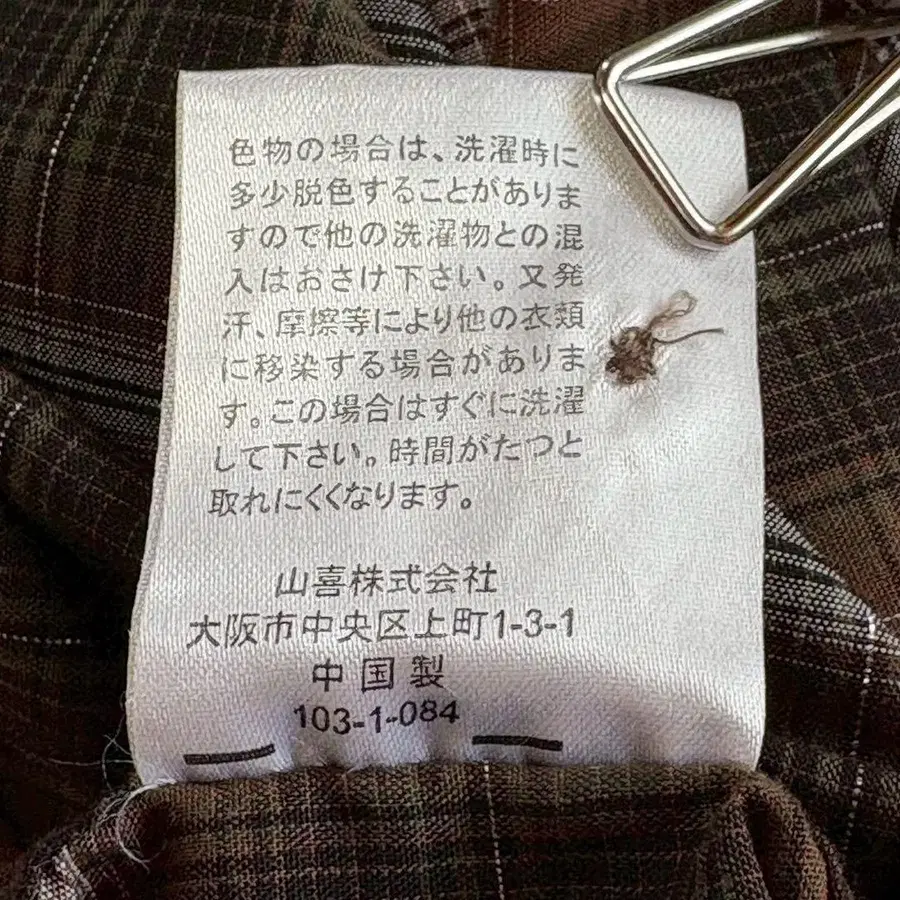 色物の場合は、洗濯時に
多少脱色することがありま
すので他の洗濯物との混
入はおさけ下さい。又発
汗、摩擦等により他の衣類
に移染する場合がありま
す。この場合はすぐに洗濯
して下さい。時間がたつと
取れにくくなります。
山喜株式会社
大阪市中央区上町1-3-1
中国製
103-1-084